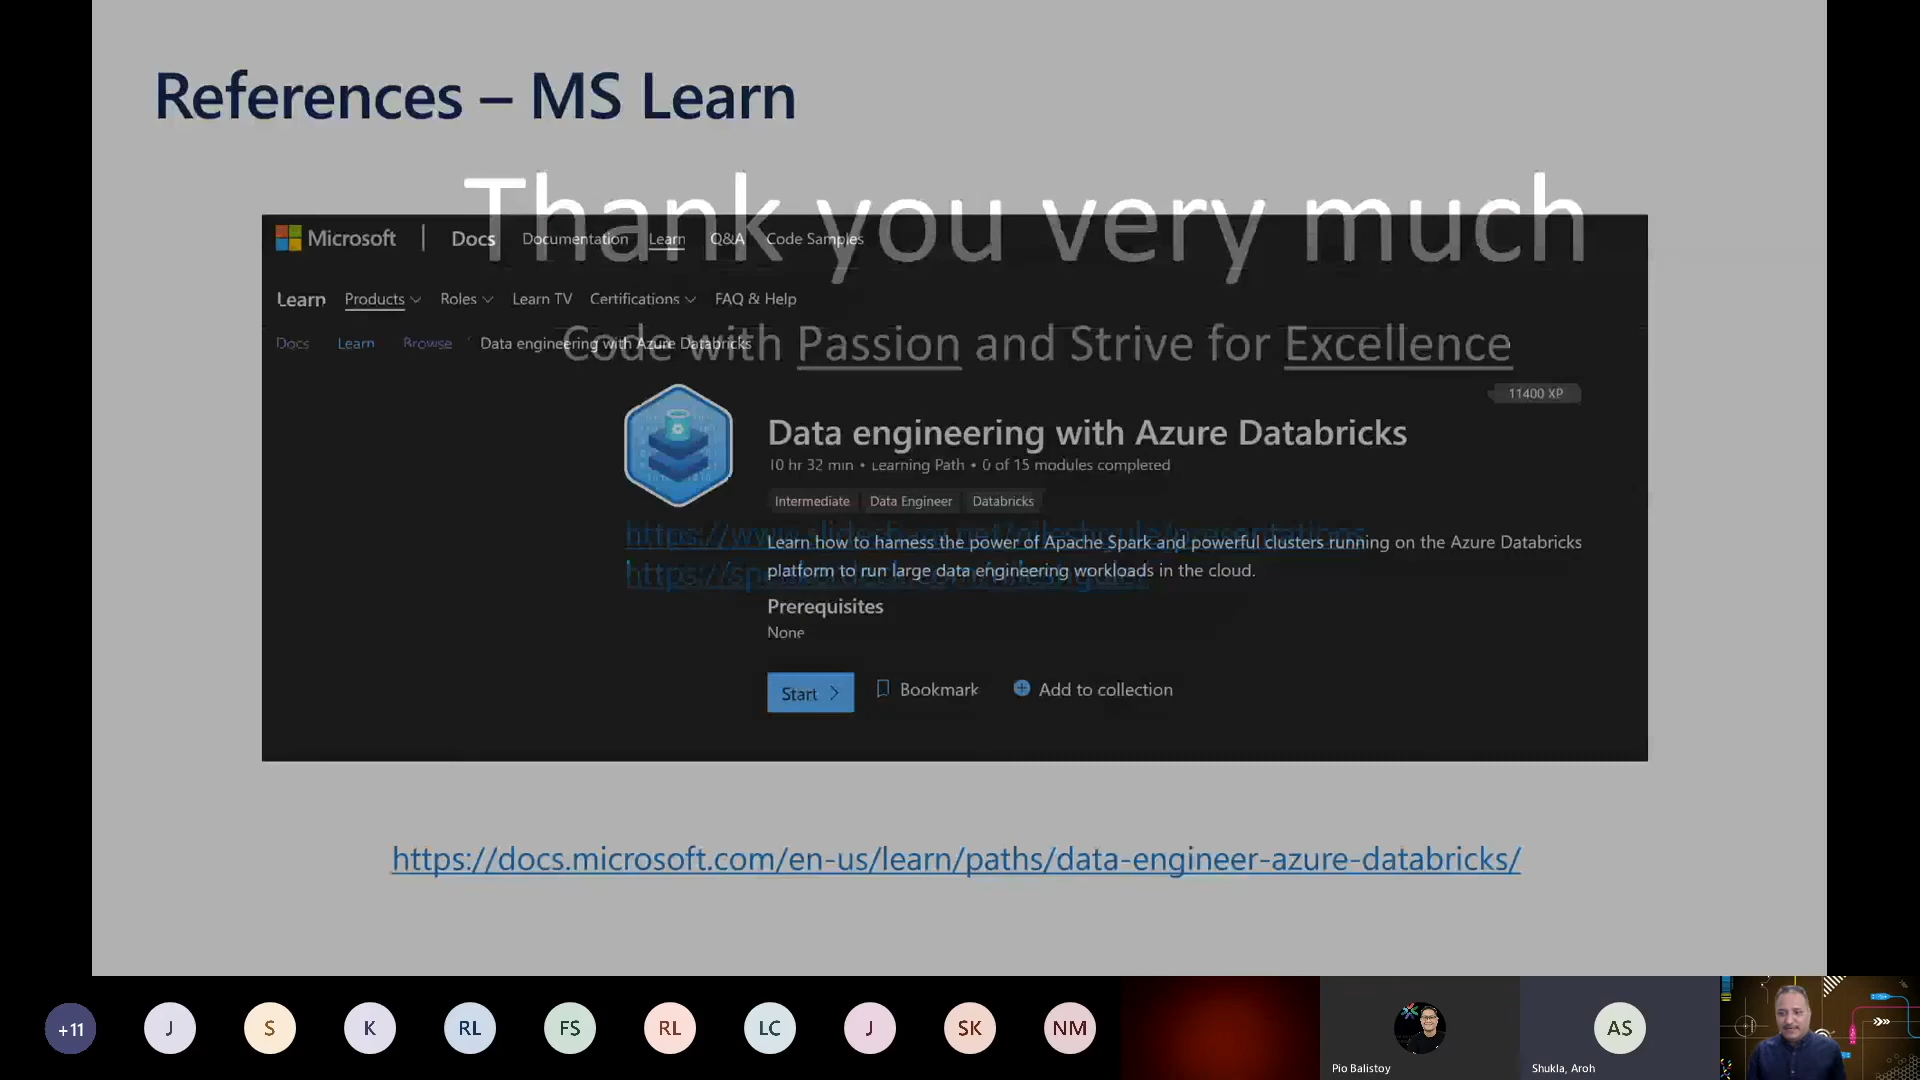 References – MS Learn
Thank you very much
Microsoft | Docs Documentation Learn Q&A Code Samples
Learn Products Roles Learn TV Certifications FAQ & Help
Docs Learn Browse Data engineering with Azure Databricks
Code with Passion and Strive for Excellence
11400 XP
Data engineering with Azure Databricks
10 hr 32 min • Learning Path • 0 of 15 modules completed
Intermediate Data Engineer Databricks
Learn how to harness the power of Apache Spark and powerful clusters running on the Azure Databricks
platform to run large data engineering workloads in the cloud.
Prerequisites
None
Start Bookmark Add to collection
https://docs.microsoft.com/en-us/learn/paths/data-engineer-azure-databricks/
+11 J S K RL FS RL LC J SK NM AS
Pio Balistoy Shukla, Aroh